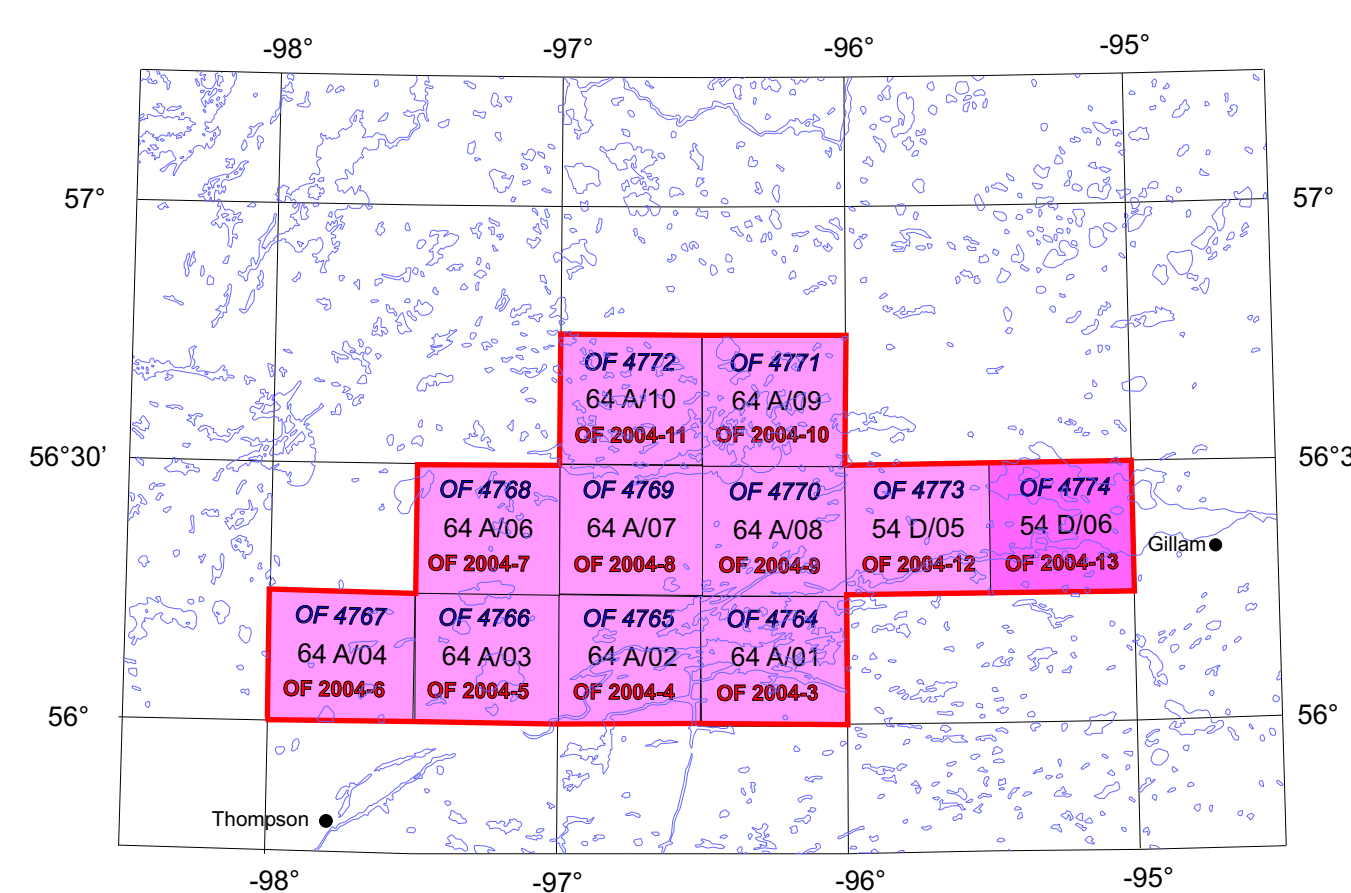 -98° -97° -96° -95°
57° 57°
OF 4772 OF 4771
64 A/10 64 A/09
OF 2004-11 OF 2004-10
56°30' 56°3
OF 4768 OF 4769 OF 4770 OF 4773 OF 4774
64 A/06 64 A/07 64 A/08 54 D/05 54 D/06
Gillam
OF 2004-7 OF 2004-8 OF 2004-9 OF 2004-12 OF 2004-13
OF 4767 OF 4766 OF 4765 OF 4764
64 A/04 64 A/03 64 A/02 64 A/01
OF 2004-6 OF 2004-5 OF 2004-4 OF 2004-3
56° 56°
Thompson
-98° -97° -96° -95°